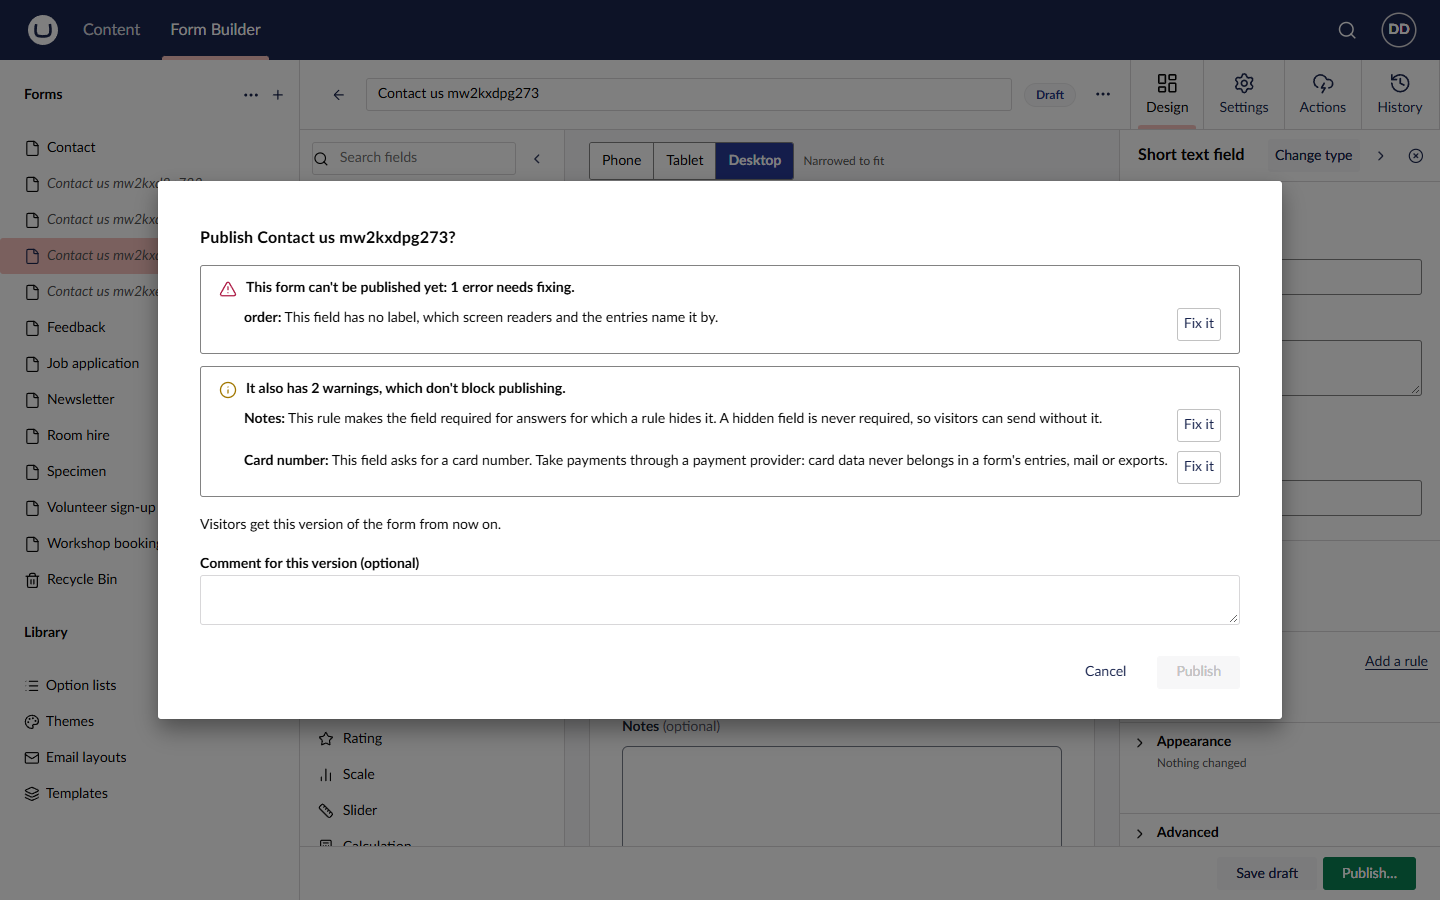 Content
Form Builder
DD
Forms
Contact us mw2kxdpg273
Draft
Design
Settings
Actions
History
Contact
Contact us
Contact us
Contact us
Contact us
Feedback
Job application
Newsletter
Room hire
Specimen
Volunteer sign-up
Workshop booking
Recycle Bin
Library
Option lists
Themes
Email layouts
Templates
Search fields
Phone
Tablet
Desktop
Narrowed to fit
Short text field
Change type
Publish Contact us mw2kxdpg273?
This form can't be published yet: 1 error needs fixing.
order: This field has no label, which screen readers and the entries name it by.
Fix it
It also has 2 warnings, which don't block publishing.
Notes: This rule makes the field required for answers for which a rule hides it. A hidden field is never required, so visitors can send without it.
Fix it
Card number: This field asks for a card number. Take payments through a payment provider: card data never belongs in a form's entries, mail or exports.
Fix it
Visitors get this version of the form from now on.
Comment for this version (optional)
Cancel
Publish
Add a rule
Rating
Scale
Slider
Calculation
Notes (optional)
Appearance
Nothing changed
Advanced
Save draft
Publish...